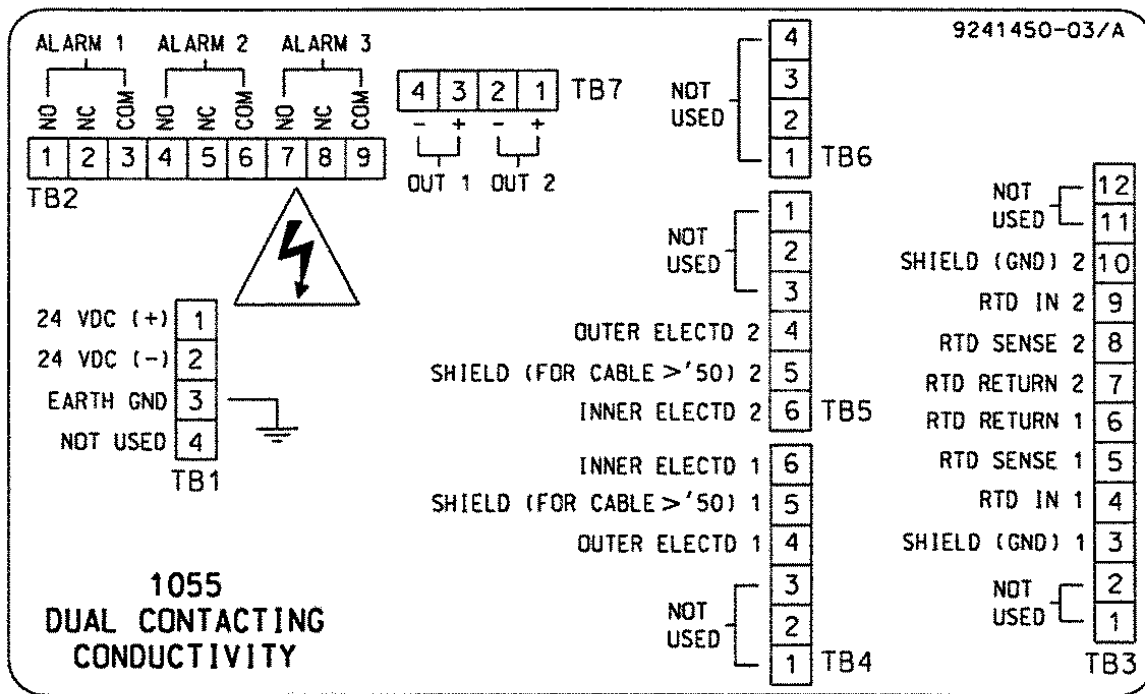 9241450-03/A
ALARM 1 ALARM 2 ALARM 3
NO NC COM NO NC COM NO NC COM
1 2 3 4 5 6 7 8 9
TB2
4 3 2 1 TB7
- + - +
OUT 1 OUT 2
24 VDC (+) 1
24 VDC (-) 2
EARTH GND 3
NOT USED 4
TB1
1055
DUAL CONTACTING
CONDUCTIVITY
NOT
USED
4
3
2
1 TB6
NOT
USED
1
2
3
OUTER ELECTD 2 4
SHIELD (FOR CABLE >'50) 2 5
INNER ELECTD 2 6 TB5
INNER ELECTD 1 6
SHIELD (FOR CABLE >'50) 1 5
OUTER ELECTD 1 4
NOT
USED
3
2
1 TB4
NOT
USED
12
11
SHIELD (GND) 2 10
RTD IN 2 9
RTD SENSE 2 8
RTD RETURN 2 7
RTD RETURN 1 6
RTD SENSE 1 5
RTD IN 1 4
SHIELD (GND) 1 3
NOT
USED
2
1
TB3